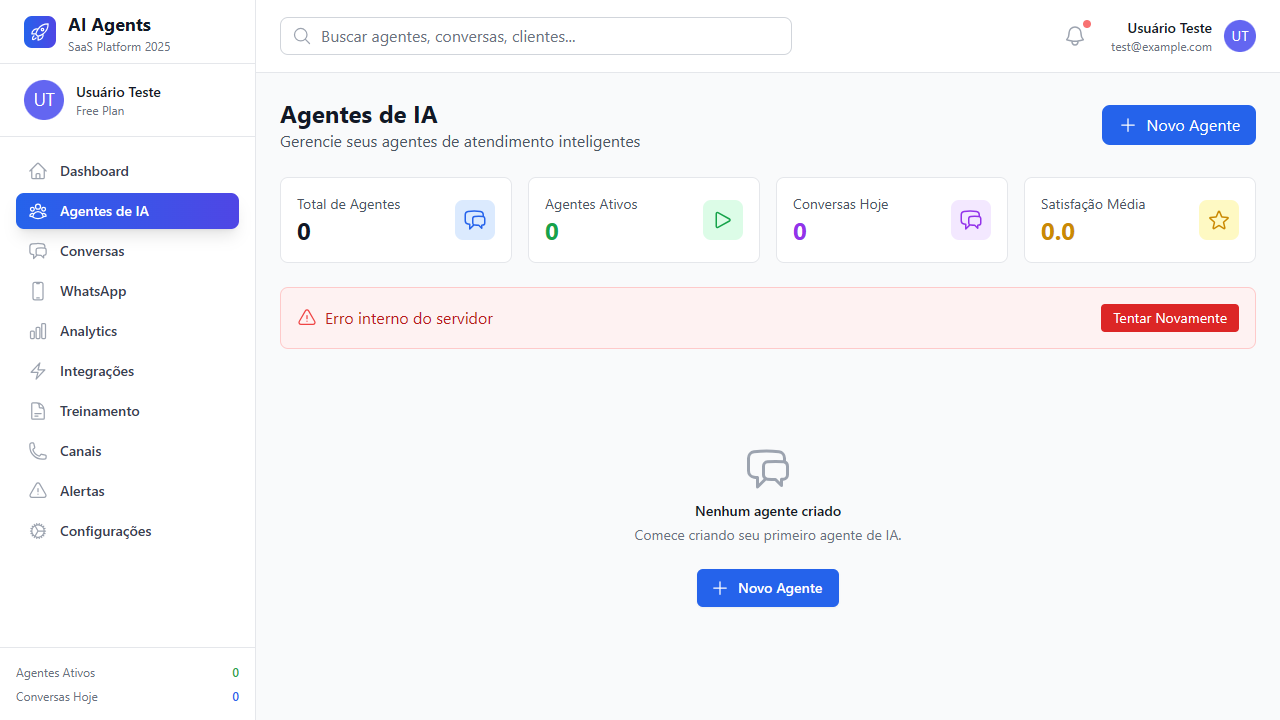 AI Agents
SaaS Platform 2025
UT
Usuário Teste
Free Plan
Dashboard
Agentes de IA
Conversas
WhatsApp
Analytics
Integrações
Treinamento
Canais
Alertas
Configurações
Agentes Ativos 0
Conversas Hoje 0
Buscar agentes, conversas, clientes...
Usuário Teste
test@example.com
UT
Agentes de IA
Gerencie seus agentes de atendimento inteligentes
Novo Agente
Total de Agentes
0
Agentes Ativos
0
Conversas Hoje
0
Satisfação Média
0.0
Erro interno do servidor
Tentar Novamente
Nenhum agente criado
Comece criando seu primeiro agente de IA.
Novo Agente